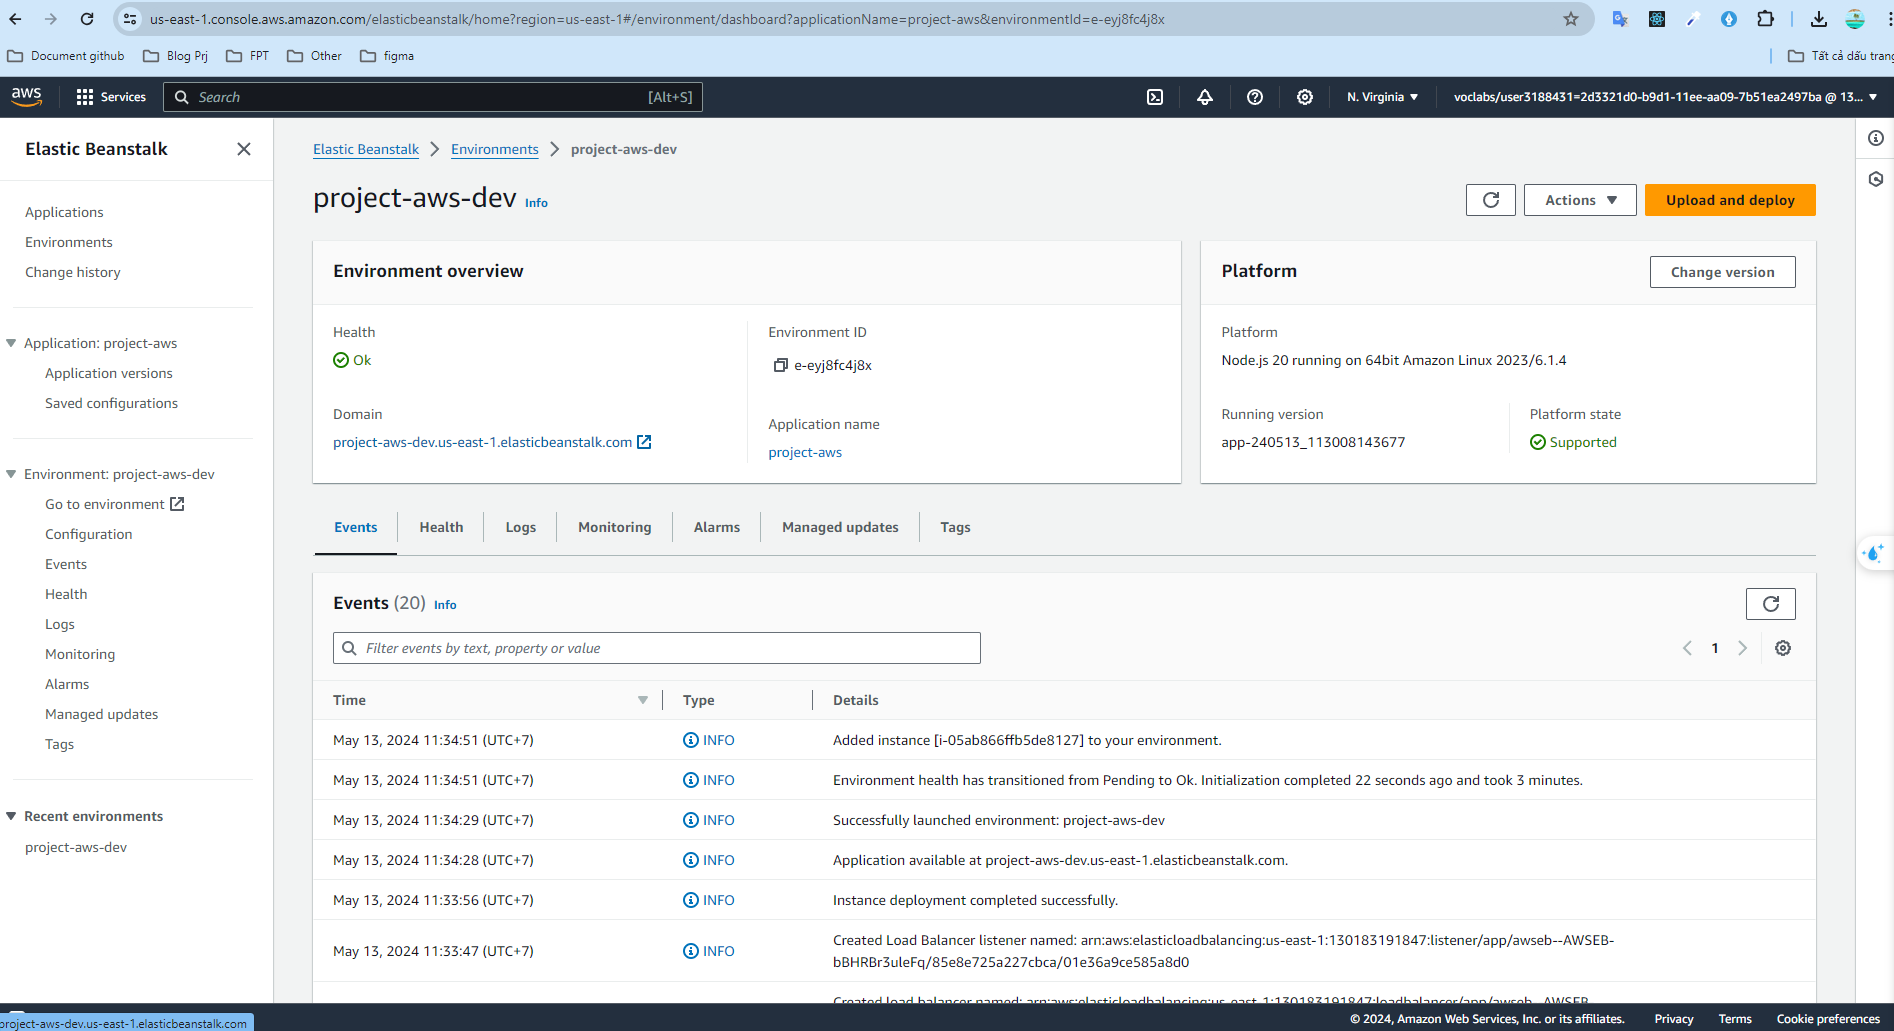 us-east-1.console.aws.amazon.com/elasticbeanstalk/home?region=us-east-1#/environment/dashboard?applicationName=project-aws&environmentId=e-eyj8fc4j8x
Document github
Blog Prj
FPT
Other
figma
Tất cả dấu trang
aws
Services
Search
[Alt+S]
N. Virginia
voclabs/user3188431=2d3321d0-b9d1-11ee-aa09-7b51ea2497ba @ 13...
Elastic Beanstalk
Applications
Environments
Change history
Application: project-aws
Application versions
Saved configurations
Environment: project-aws-dev
Go to environment
Configuration
Events
Health
Logs
Monitoring
Alarms
Managed updates
Tags
Recent environments
project-aws-dev
Elastic Beanstalk
Environments
project-aws-dev
project-aws-dev Info
Actions
Upload and deploy
Environment overview
Health
Ok
Environment ID
e-eyj8fc4j8x
Domain
project-aws-dev.us-east-1.elasticbeanstalk.com
Application name
project-aws
Platform
Change version
Platform
Node.js 20 running on 64bit Amazon Linux 2023/6.1.4
Running version
app-240513_113008143677
Platform state
Supported
Events
Health
Logs
Monitoring
Alarms
Managed updates
Tags
Events (20) Info
Filter events by text, property or value
1
Time Type Details
May 13, 2024 11:34:51 (UTC+7) INFO Added instance [i-05ab866ffb5de8127] to your environment.
May 13, 2024 11:34:51 (UTC+7) INFO Environment health has transitioned from Pending to Ok. Initialization completed 22 seconds ago and took 3 minutes.
May 13, 2024 11:34:29 (UTC+7) INFO Successfully launched environment: project-aws-dev
May 13, 2024 11:34:28 (UTC+7) INFO Application available at project-aws-dev.us-east-1.elasticbeanstalk.com.
May 13, 2024 11:33:56 (UTC+7) INFO Instance deployment completed successfully.
May 13, 2024 11:33:47 (UTC+7) INFO Created Load Balancer listener named: arn:aws:elasticloadbalancing:us-east-1:130183191847:listener/app/awseb--AWSEB-
bBHRBr3uleFq/85e8e725a227cbca/01e36a9ce585a8d0
Created load balancer named: arn:aws:elasticloadbalancing:us-east-1:130183191847:loadbalancer/app/awseb--AWSEB-
project-aws-dev.us-east-1.elasticbeanstalk.com
© 2024, Amazon Web Services, Inc. or its affiliates.
Privacy
Terms
Cookie preferences